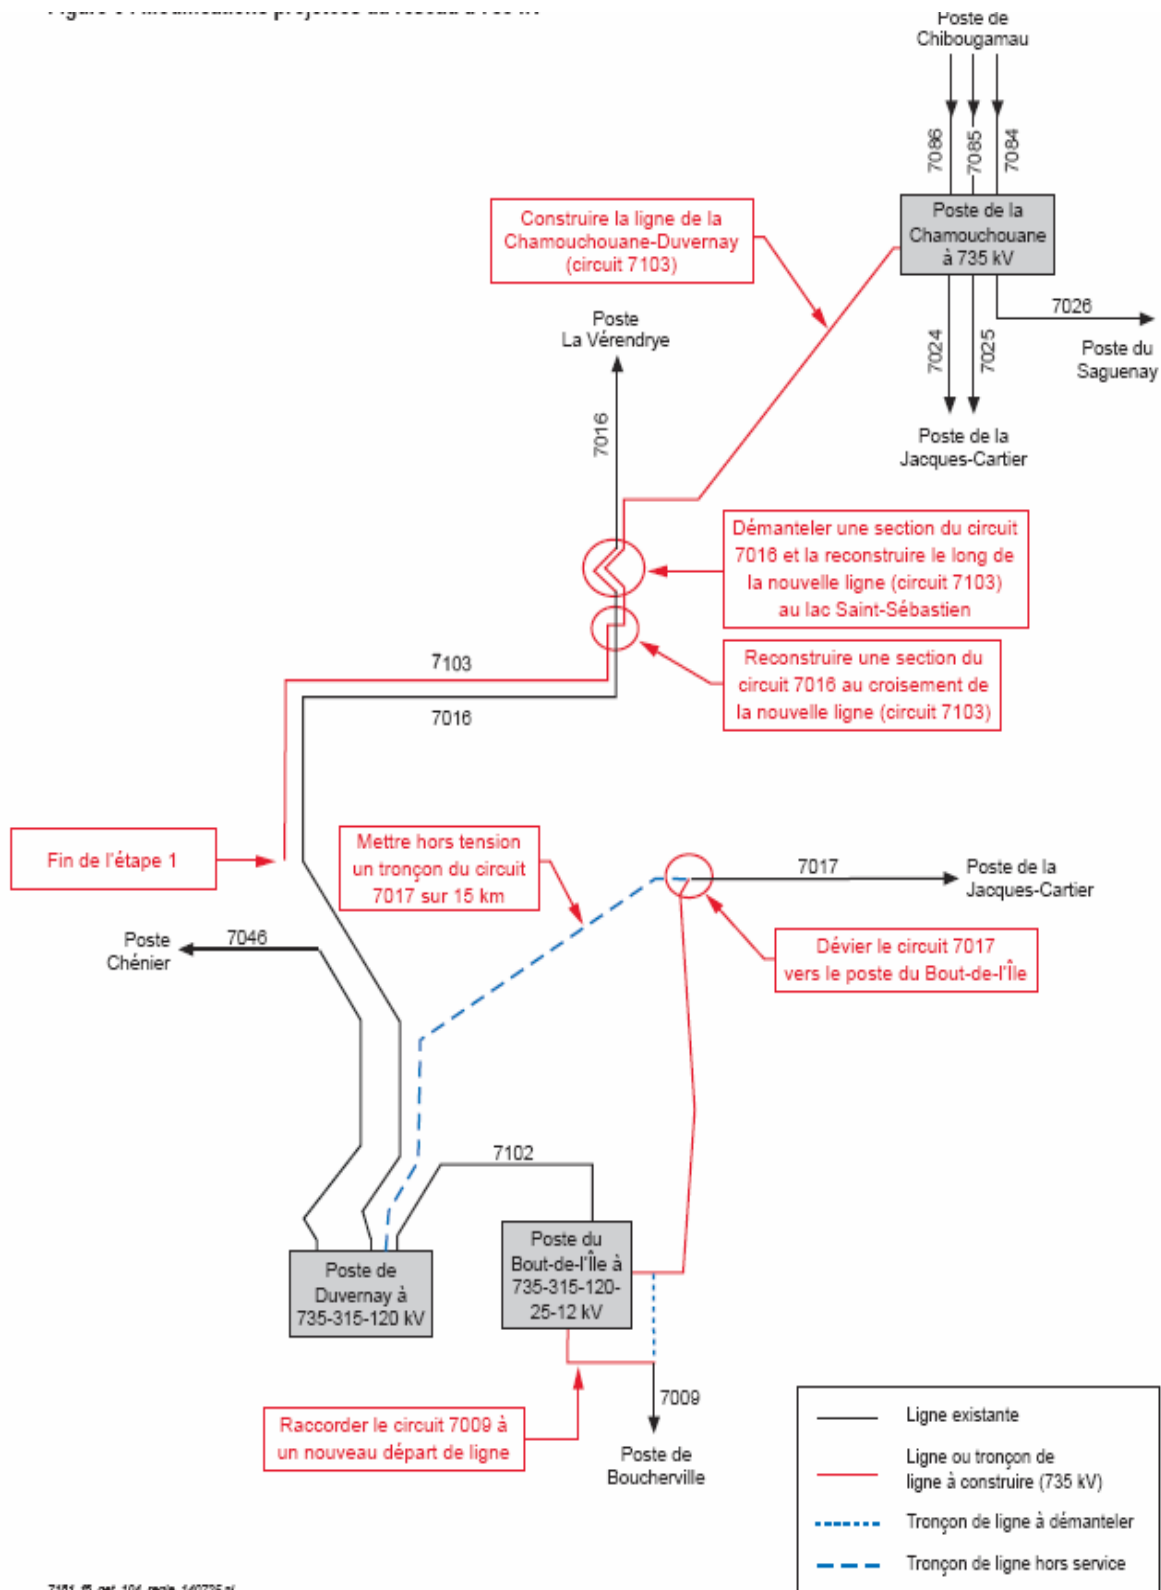 Poste de
Chibougamau
7086
7085
7084
Construire la ligne de la
Chamouchouane-Duvernay
(circuit 7103)
Poste de la
Chamouchouane
à 735 kV
7026
Poste du
Saguenay
7024
7025
Poste de la
Jacques-Cartier
Poste
La Vérendrye
7016
Démanteler une section du circuit
7016 et la reconstruire le long de
la nouvelle ligne (circuit 7103)
au lac Saint-Sébastien
Reconstruire une section du
circuit 7016 au croisement de
la nouvelle ligne (circuit 7103)
7103
7016
Fin de l'étape 1
Mettre hors tension
un tronçon du circuit
7017 sur 15 km
7017
Poste de la
Jacques-Cartier
Dévier le circuit 7017
vers le poste du Bout-de-l'Île
Poste
Chénier
7046
7102
Poste de
Duvernay à
735-315-120 kV
Poste du
Bout-de-l'Île à
735-315-120-
25-12 kV
Raccorder le circuit 7009 à
un nouveau départ de ligne
7009
Poste de
Boucherville
Ligne existante
Ligne ou tronçon de
ligne à construire (735 kV)
Tronçon de ligne à démanteler
Tronçon de ligne hors service